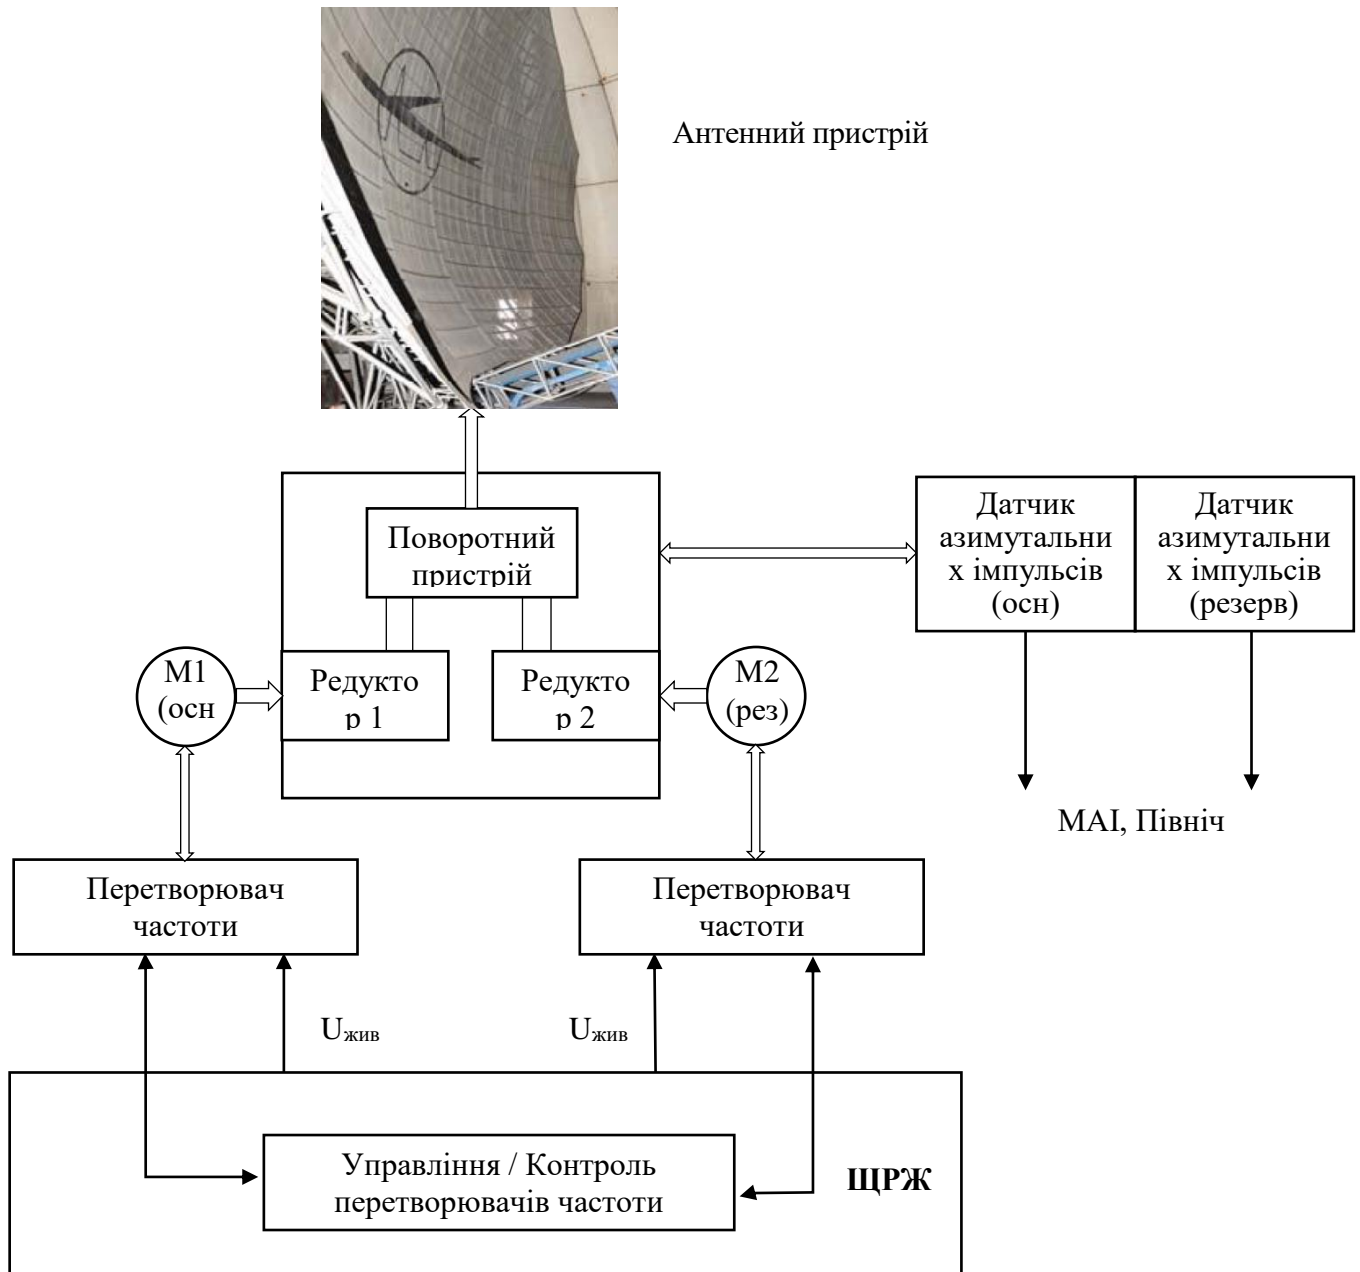 Антенний пристрій
Поворотний
пристрій
Датчик
азимутальни
х імпульсів
(осн)
Датчик
азимутальни
х імпульсів
(резерв)
М1
(осн
Редукто
р 1
Редукто
р 2
М2
(рез)
МАІ, Північ
Перетворювач
частоти
Перетворювач
частоти
Uжив
Uжив
Управління / Контроль
перетворювачів частоти
ЩРЖ